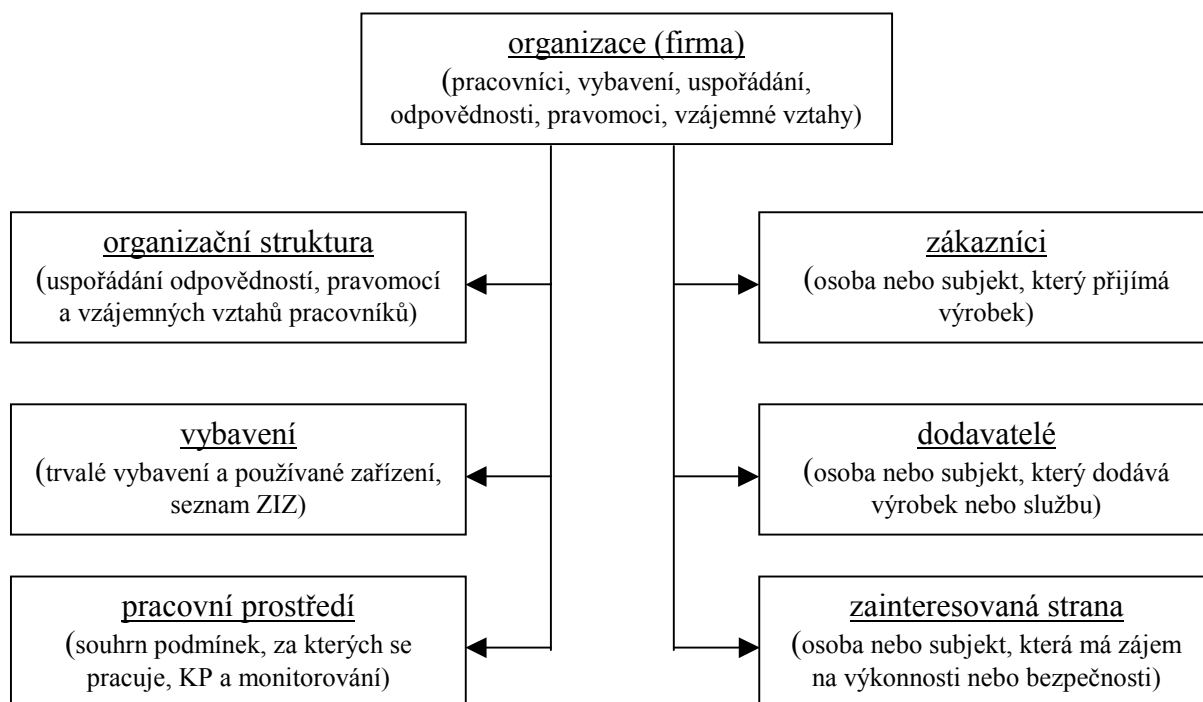 organizace (firma)
(pracovníci, vybavení, uspořádání,
odpovědnosti, pravomoci, vzájemné vztahy)
organizační struktura
(uspořádání odpovědností, pravomocí
a vzájemných vztahů pracovníků)
zákazníci
(osoba nebo subjekt, který přijímá
výrobek)
vybavení
(trvalé vybavení a používané zařízení,
seznam ZIZ)
dodavatelé
(osoba nebo subjekt, který dodává
výrobek nebo službu)
pracovní prostředí
(souhrn podmínek, za kterých se
pracuje, KP a monitorování)
zainteresovaná strana
(osoba nebo subjekt, která má zájem
na výkonnosti nebo bezpečnosti)